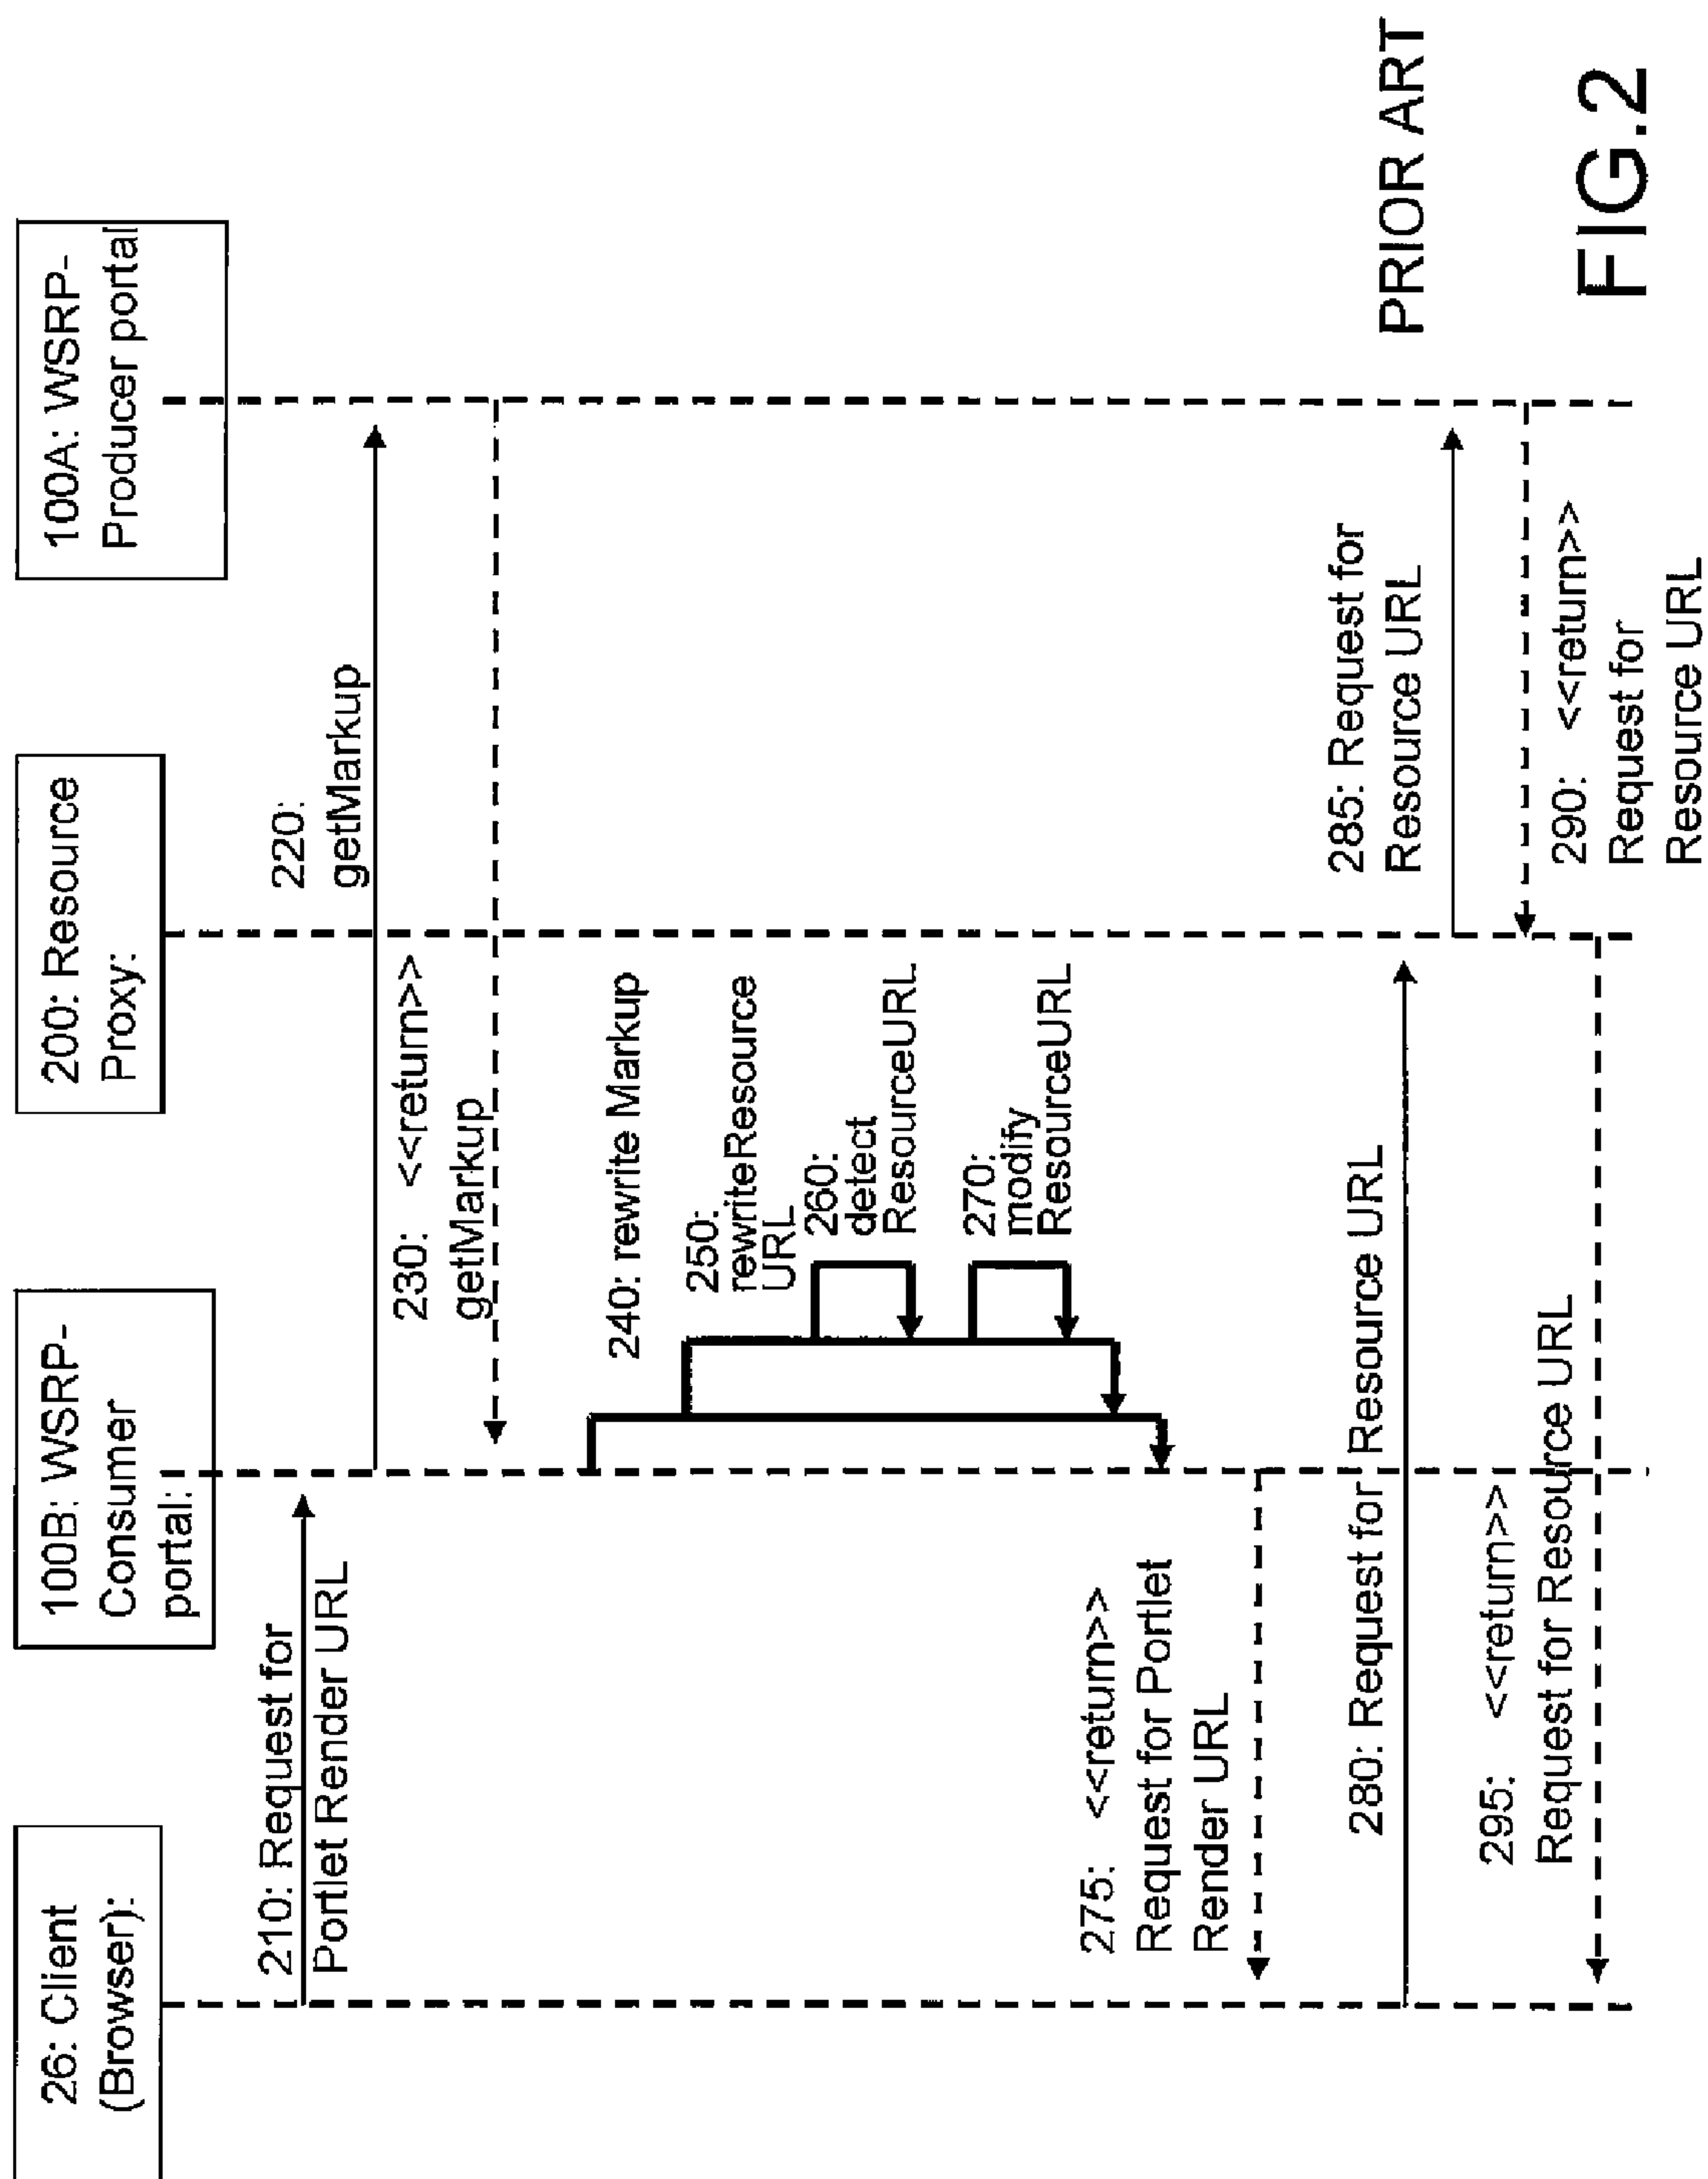 26: Client
(Browser):
100B: WSRP-
Consumer
portal:
200: Resource
Proxy:
100A: WSRP-
Producer portal
210: Request for
Portlet Render URL
220:
getMarkup
230: <<return>>
getMarkup
240: rewrite Markup
250:
rewriteResource
URL
260:
detect
ResourceURL
270:
modify
ResourceURL
275: <<return>>
Request for Portlet
Render URL
280: Request for Resource URL
285: Request for
Resource URL
290: <<return>>
Request for
Resource URL
295: <<return>>
Request for Resource URL
PRIOR ART
FIG.2